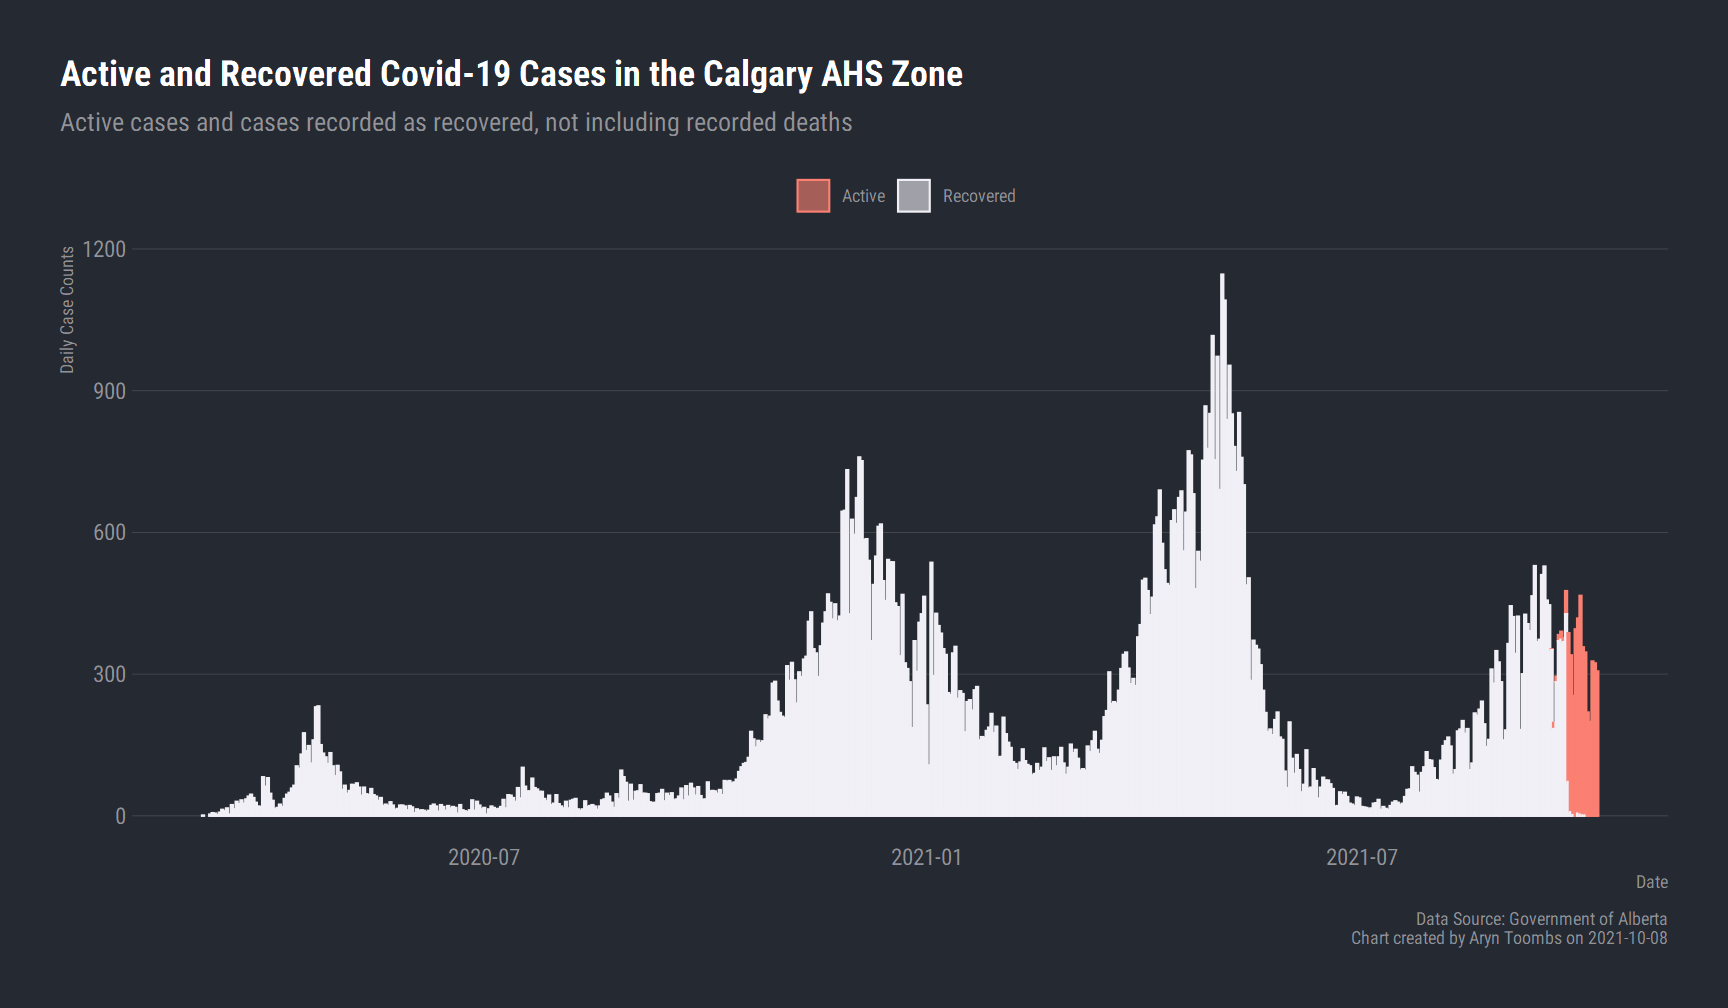 Active and Recovered Covid-19 Cases in the Calgary AHS Zone
Active cases and cases recorded as recovered, not including recorded deaths
Active
Recovered
Daily Case Counts
1200
900
600
300
0
2020-07
2021-01
2021-07
Date
Data Source: Government of Alberta
Chart created by Aryn Toombs on 2021-10-08